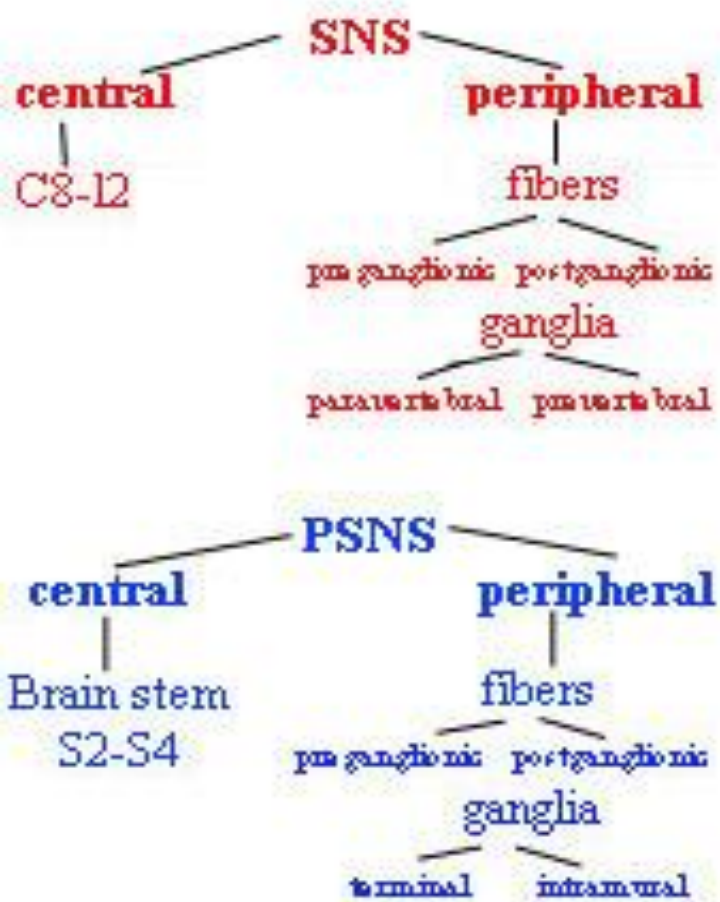 SNS
central peripheral
C8-l2
fibers
preganglionic postganglionic
ganglia
paravertebral prevertebral
PSNS
central peripheral
Brain stem
S2-S4
fibers
preganglionic postganglionic
ganglia
terminal intramural